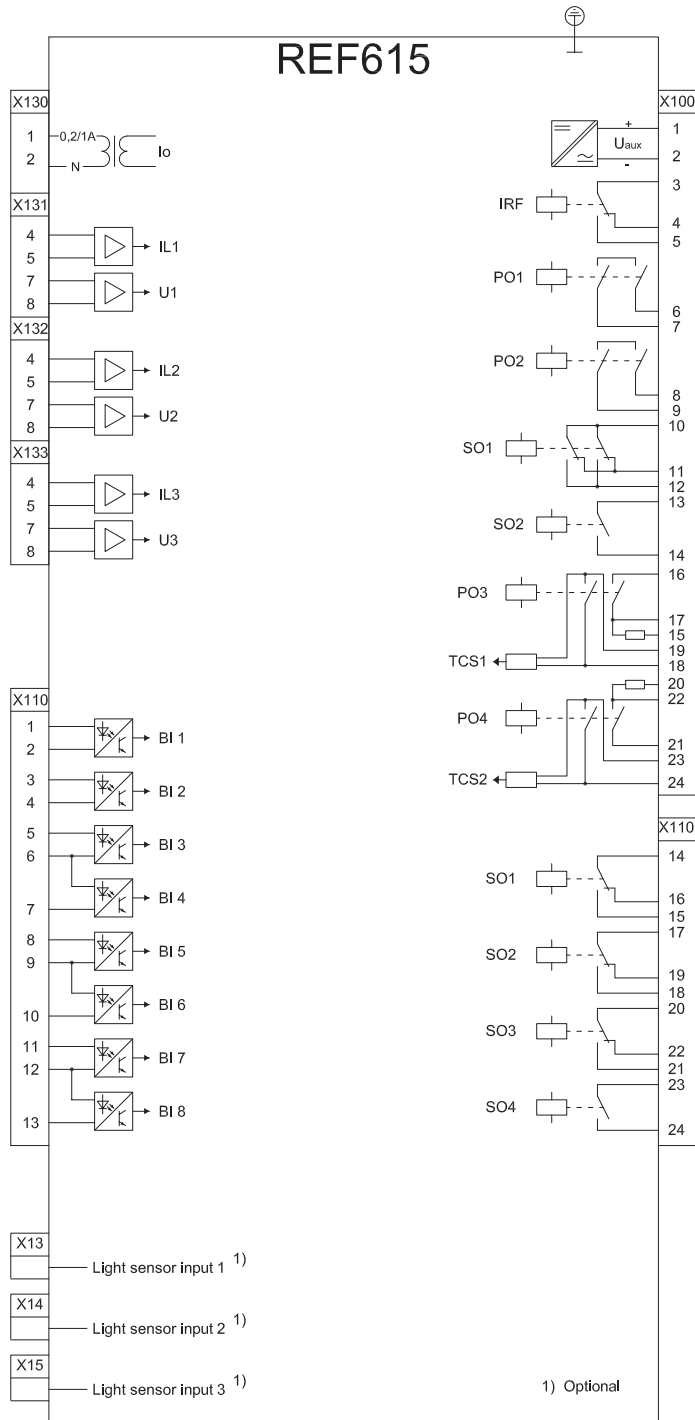 REF615
X130
1
0,2/1A
2
N
Io
X131
4
5
IL1
7
8
U1
X132
4
5
IL2
7
8
U2
X133
4
5
IL3
7
8
U3
X110
1
2
BI 1
3
4
BI 2
5
6
BI 3
7
BI 4
8
9
BI 5
10
BI 6
11
12
BI 7
13
BI 8
X13
Light sensor input 1 1)
X14
Light sensor input 2 1)
X15
Light sensor input 3 1)
X100
+
1
Uaux
2
-
IRF
3
4
5
PO1
6
7
PO2
8
9
10
SO1
11
12
SO2
13
14
PO3
16
17
15
19
TCS1
18
20
22
PO4
21
23
TCS2
24
X110
SO1
14
16
15
SO2
17
19
18
SO3
20
22
21
SO4
23
24
1) Optional